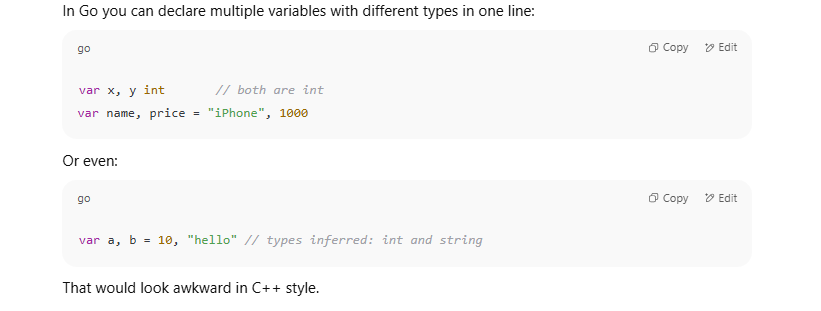 In Go you can declare multiple variables with different types in one line:
go
Copy
Edit
var x, y int // both are int
var name, price = "iPhone", 1000
Or even:
go
Copy
Edit
var a, b = 10, "hello" // types inferred: int and string
That would look awkward in C++ style.